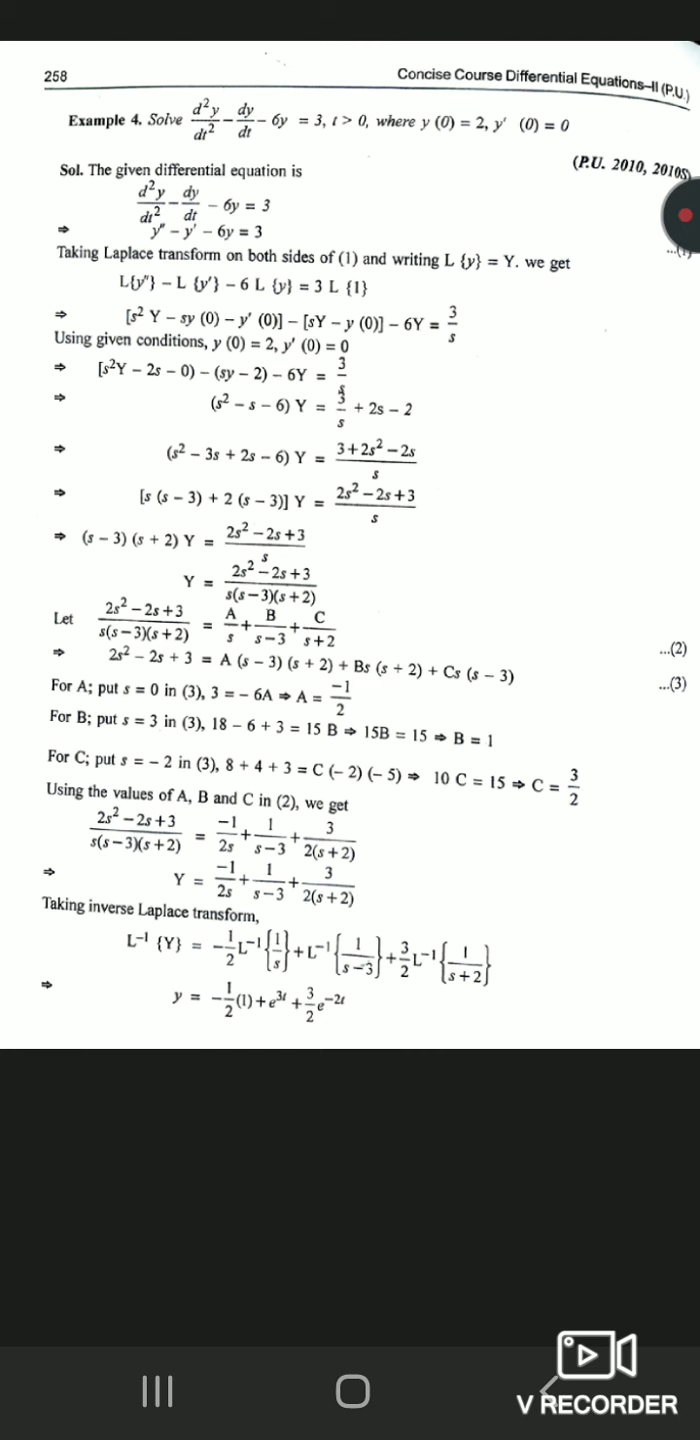 258
Concise Course Differential Equations–II (P.U.)
Example 4. Solve d²y/dt² − dy/dt − 6y = 3, t > 0, where y (0) = 2, y′ (0) = 0
(P.U. 2010, 2010S)
Sol. The given differential equation is
d²y/dt² − dy/dt − 6y = 3
⇒ y″ − y′ − 6y = 3
...(1)
Taking Laplace transform on both sides of (1) and writing L {y} = Y. we get
L{y″} − L {y′} − 6 L {y} = 3 L {1}
⇒ [s² Y − sy (0) − y′ (0)] − [sY − y (0)] − 6Y = 3/s
Using given conditions, y (0) = 2, y′ (0) = 0
⇒ [s²Y − 2s − 0) − (sy − 2) − 6Y = 3/s
⇒ (s² − s − 6) Y = 3/s + 2s − 2
⇒ (s² − 3s + 2s − 6) Y = (3+2s²−2s)/s
⇒ [s (s − 3) + 2 (s − 3)] Y = (2s²−2s+3)/s
⇒ (s − 3) (s + 2) Y = (2s²−2s+3)/s
Y = (2s²−2s+3)/(s(s−3)(s+2))
Let (2s²−2s+3)/(s(s−3)(s+2)) = A/s + B/(s−3) + C/(s+2) ...(2)
⇒ 2s² − 2s + 3 = A (s − 3) (s + 2) + Bs (s + 2) + Cs (s − 3) ...(3)
For A; put s = 0 in (3), 3 = − 6A ⇒ A = −1/2
For B; put s = 3 in (3), 18 − 6 + 3 = 15 B ⇒ 15B = 15 ⇒ B = 1
For C; put s = − 2 in (3), 8 + 4 + 3 = C (− 2) (− 5) ⇒ 10 C = 15 ⇒ C = 3/2
Using the values of A, B and C in (2), we get
(2s²−2s+3)/(s(s−3)(s+2)) = −1/2s + 1/(s−3) + 3/(2(s+2))
⇒ Y = −1/2s + 1/(s−3) + 3/(2(s+2))
Taking inverse Laplace transform,
L⁻¹ {Y} = −1/2 L⁻¹{1/s} + L⁻¹{1/(s−3)} + 3/2 L⁻¹{1/(s+2)}
⇒ y = −1/2(1) + e³ᵗ + 3/2 e⁻²ᵗ
V RECORDER